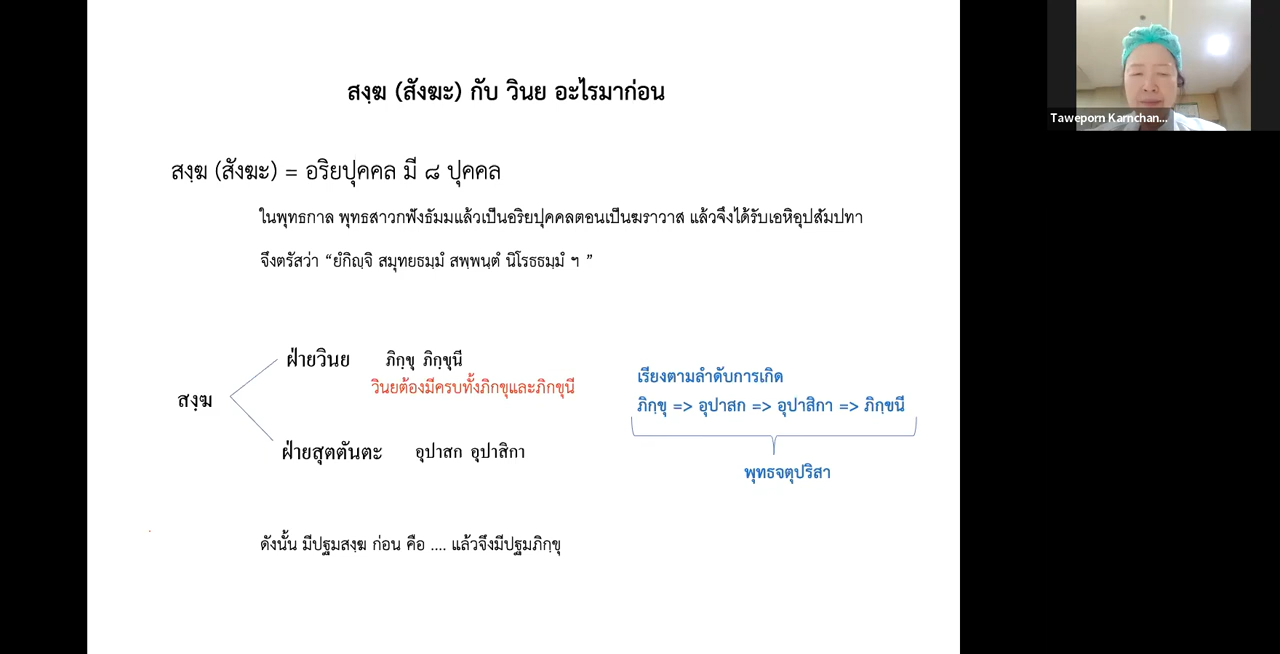 สงฺฆ (สังฆะ) กับ วินย อะไรมาก่อน
สงฺฆ (สังฆะ) = อริยปุคคล มี ๘ ปุคคล
ในพุทธกาล พุทธสาวกฟังธัมมแล้วเป็นอริยปุคคลตอนเป็นฆราวาส แล้วจึงได้รับเอหิอุปสัมปทา
จึงตรัสว่า “ยํกิญฺจิ สมุทยธมฺมํ สพฺพนฺตํ นิโรธธมฺมํ ฯ ”
สงฺฆ
ฝ่ายวินย ภิกฺขุ ภิกฺขุนี
วินยต้องมีครบทั้งภิกขุและภิกขุนี
ฝ่ายสุตตันตะ อุปาสก อุปาสิกา
เรียงตามลำดับการเกิด
ภิกฺขุ => อุปาสก => อุปาสิกา => ภิกฺขนี
พุทธจตุปริสา
ดังนั้น มีปฐมสงฺฆ ก่อน คือ .... แล้วจึงมีปฐมภิกฺขุ
Taweporn Karnchan...